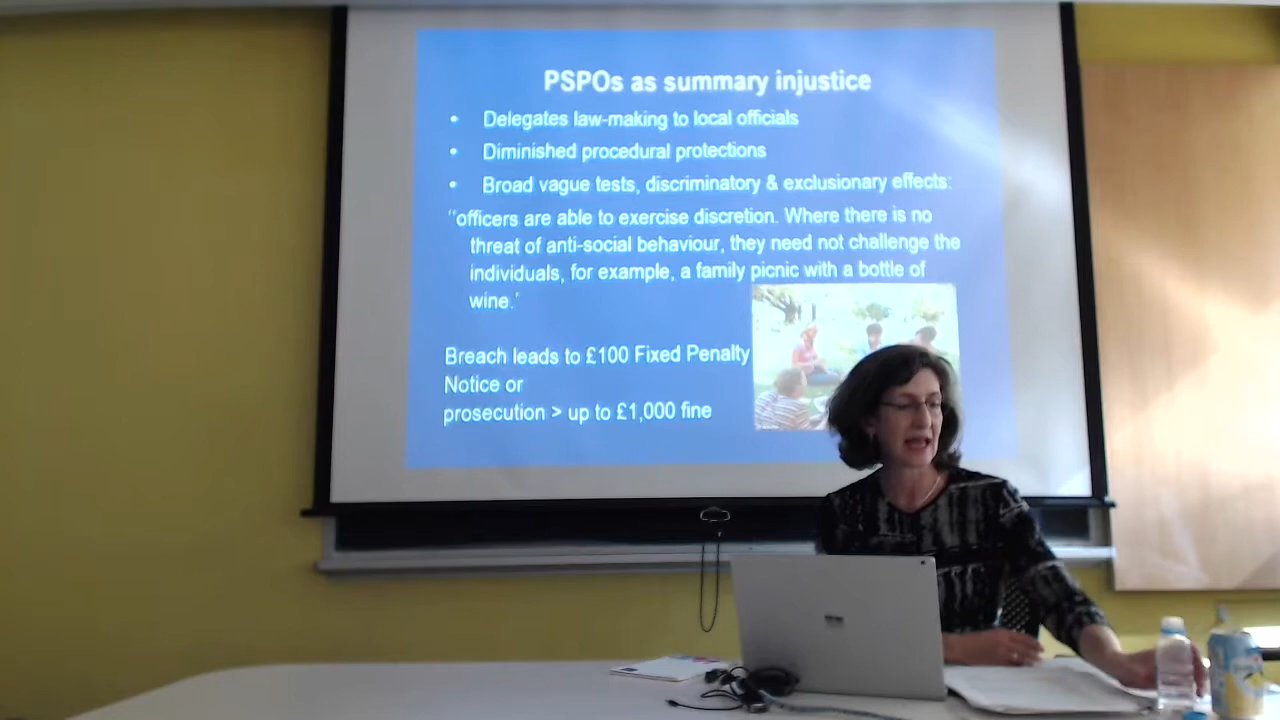 PSPOs as summary injustice
• Delegates law-making to local officials
• Diminished procedural protections
• Broad vague tests, discriminatory & exclusionary effects:
“officers are able to exercise discretion. Where there is no
threat of anti-social behaviour, they need not challenge the
individuals, for example, a family picnic with a bottle of
wine.’
Breach leads to £100 Fixed Penalty
Notice or
prosecution > up to £1,000 fine